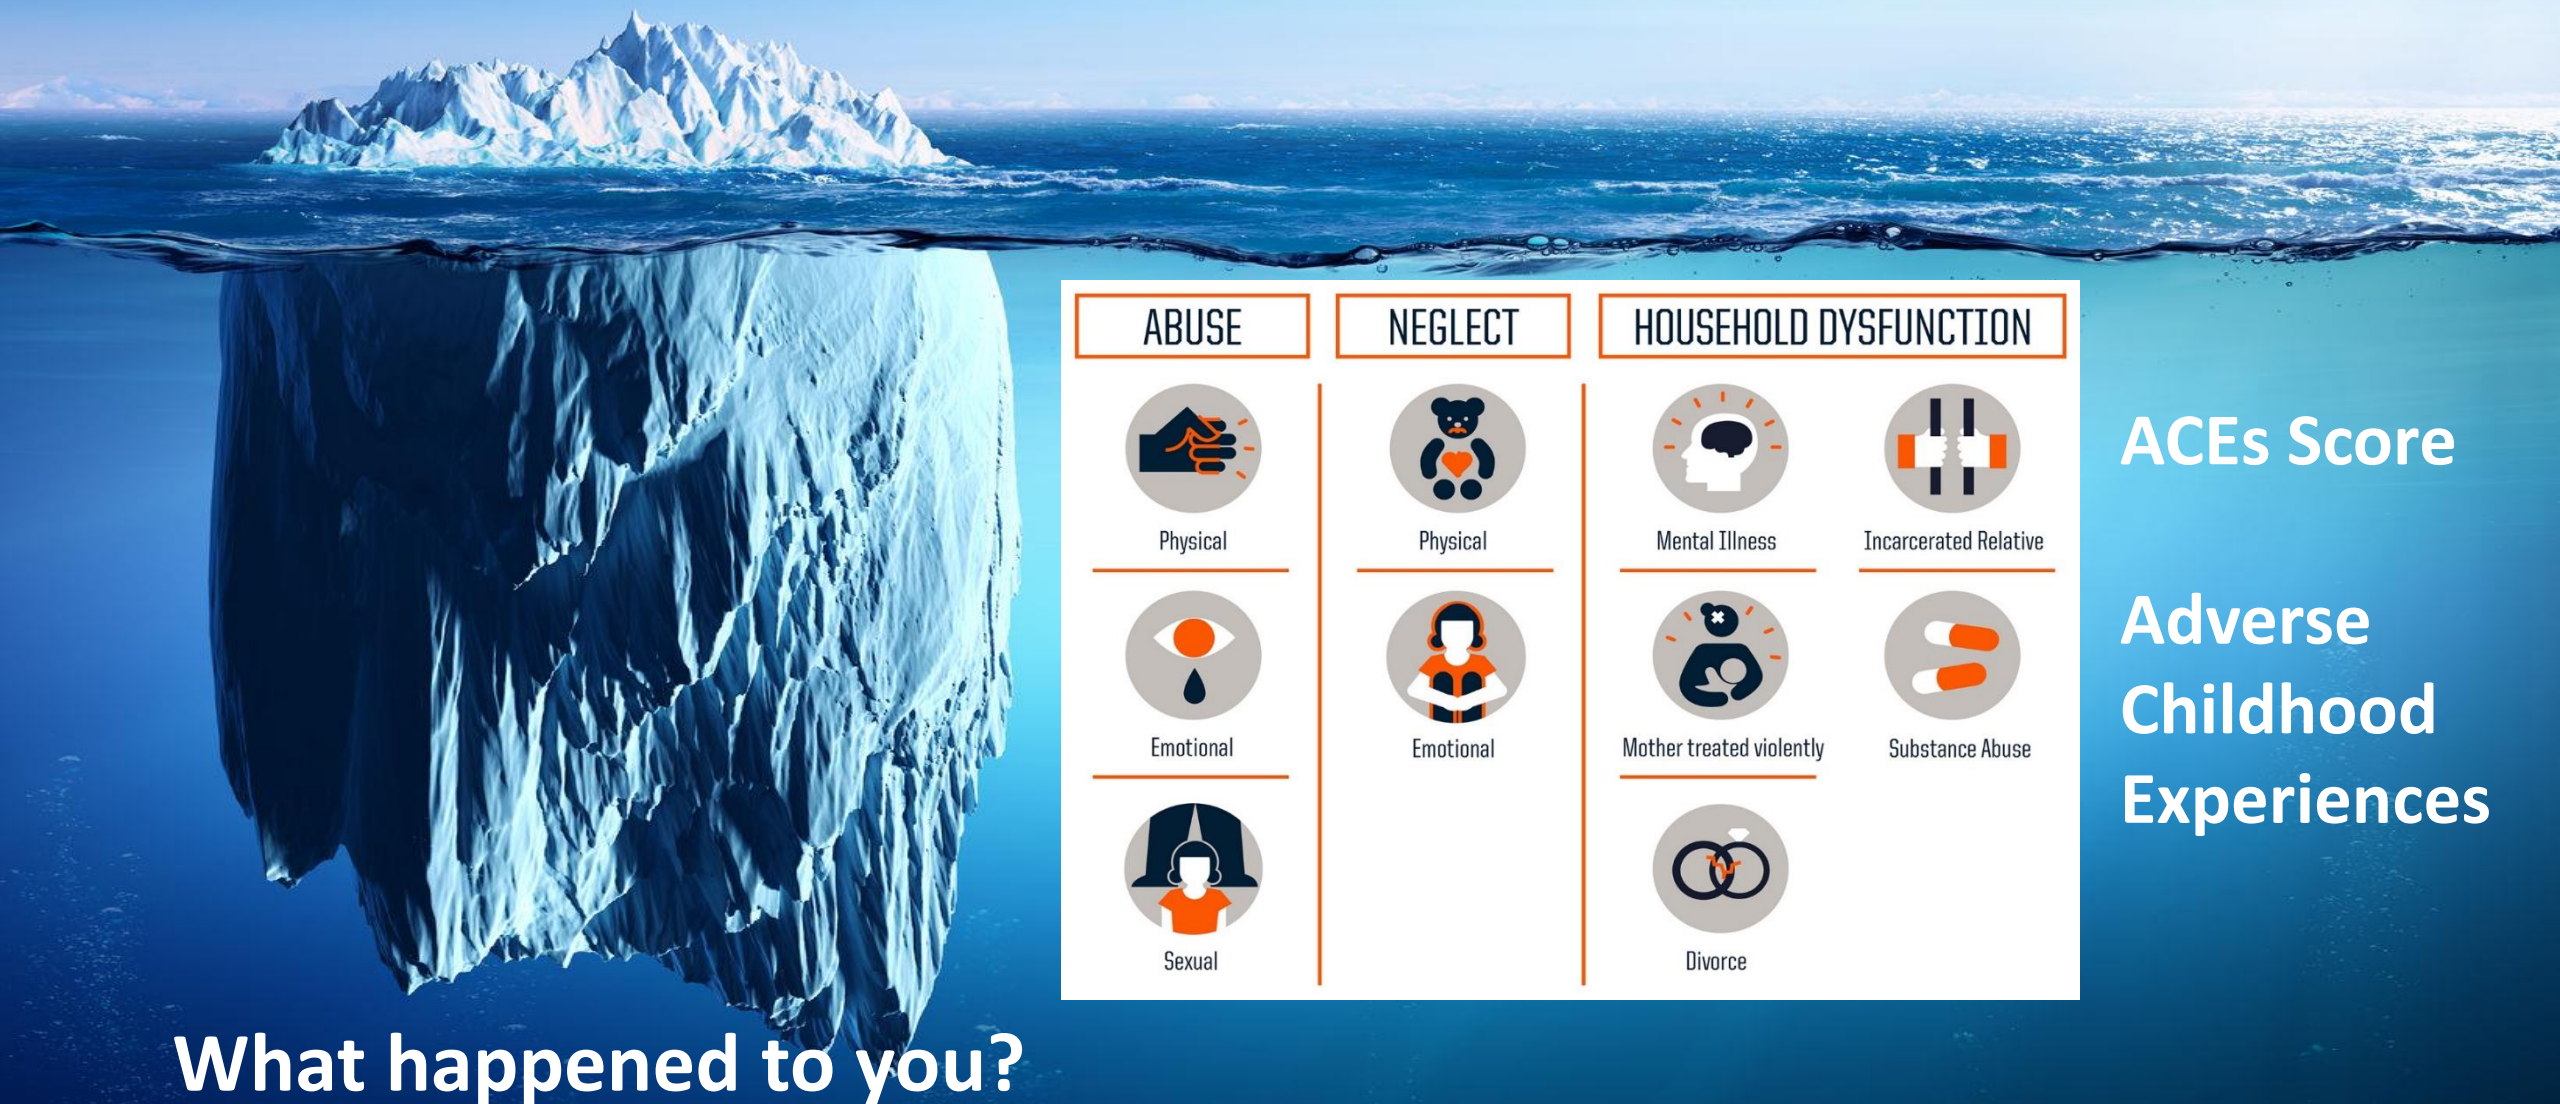 ABUSE
NEGLECT
HOUSEHOLD DYSFUNCTION
Physical
Physical
Mental Illness
Incarcerated Relative
Emotional
Emotional
Mother treated violently
Substance Abuse
Sexual
Divorce
ACEs Score
Adverse
Childhood
Experiences
What happened to you?